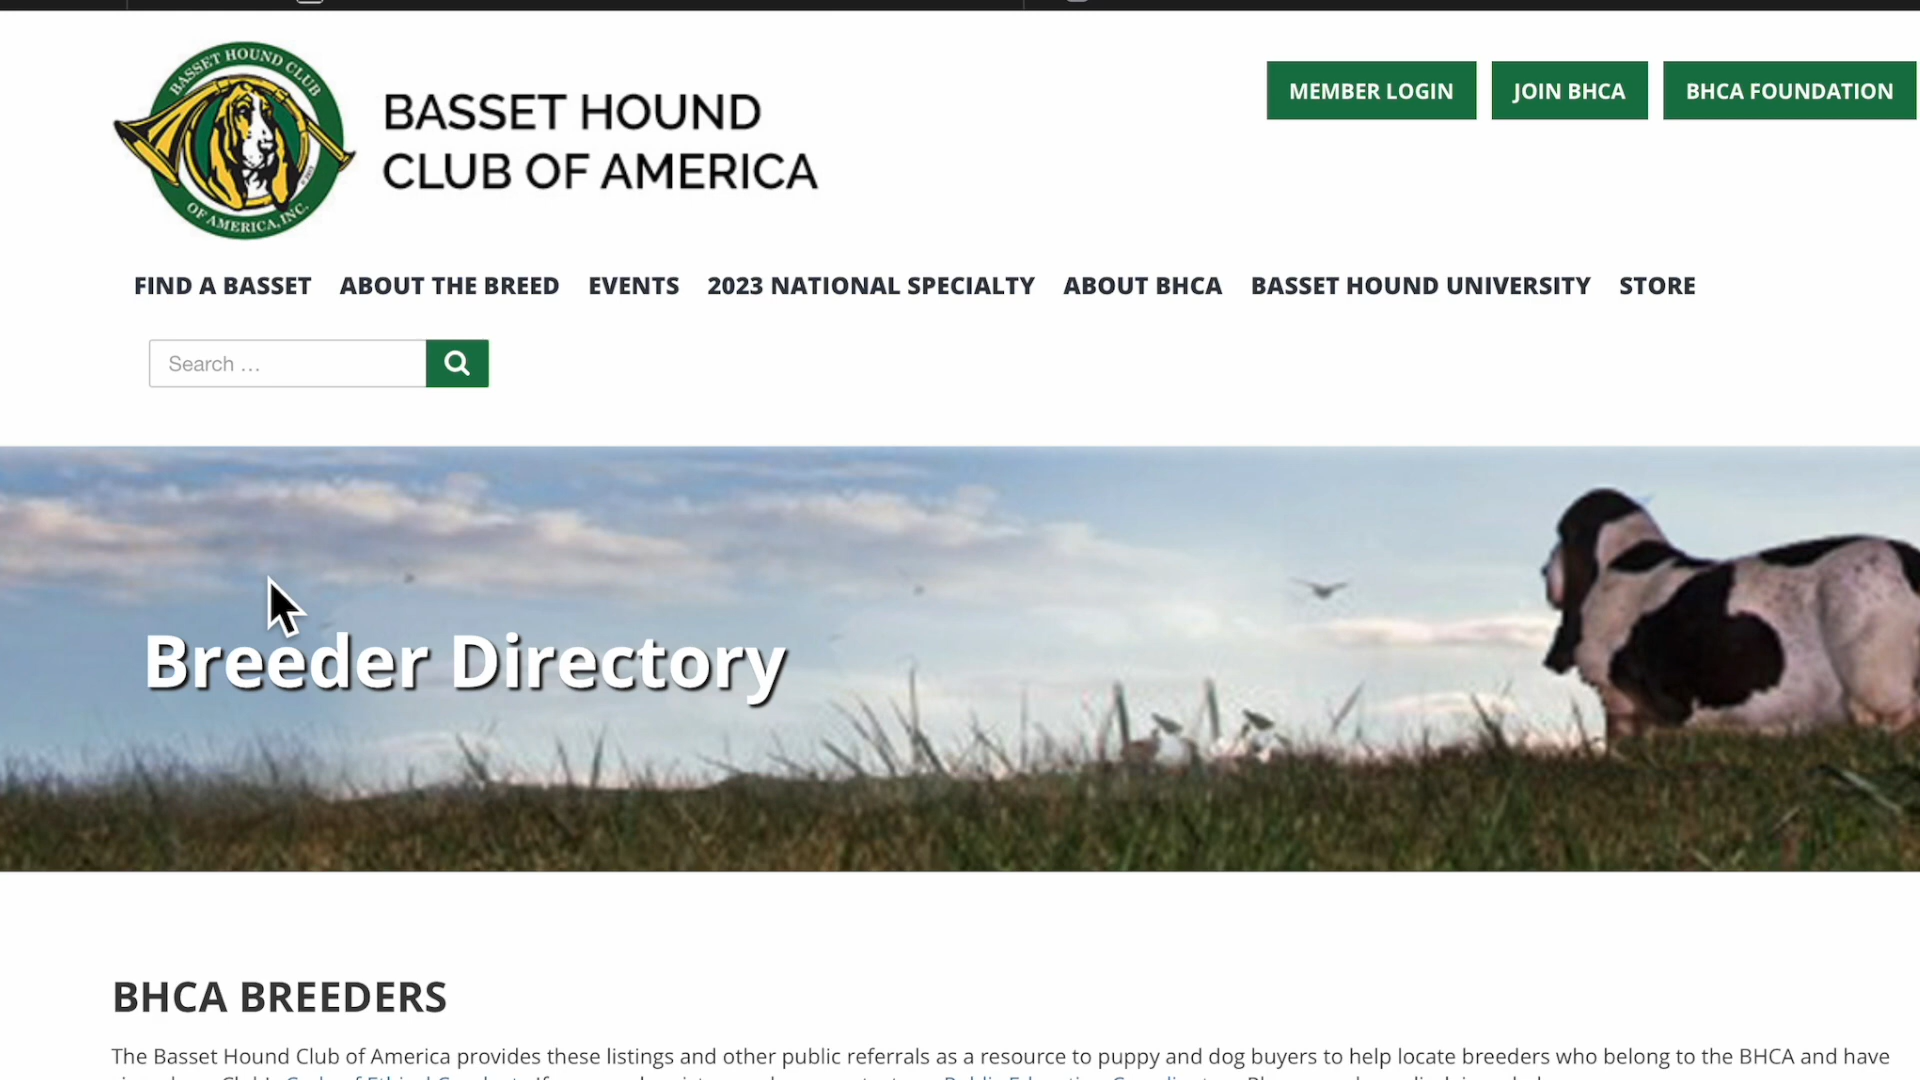 BASSET HOUND CLUB
OF AMERICA, INC.
BASSET HOUND
CLUB OF AMERICA
MEMBER LOGIN
JOIN BHCA
BHCA FOUNDATION
FIND A BASSET ABOUT THE BREED EVENTS 2023 NATIONAL SPECIALTY ABOUT BHCA BASSET HOUND UNIVERSITY STORE
Search ...
Breeder Directory
BHCA BREEDERS
The Basset Hound Club of America provides these listings and other public referrals as a resource to puppy and dog buyers to help locate breeders who belong to the BHCA and have